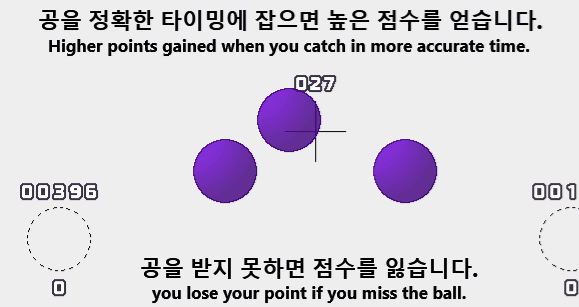 공을 정확한 타이밍에 잡으면 높은 점수를 얻습니다.
Higher points gained when you catch in more accurate time.
027
00396
001
0
0
공을 받지 못하면 점수를 잃습니다.
you lose your point if you miss the ball.